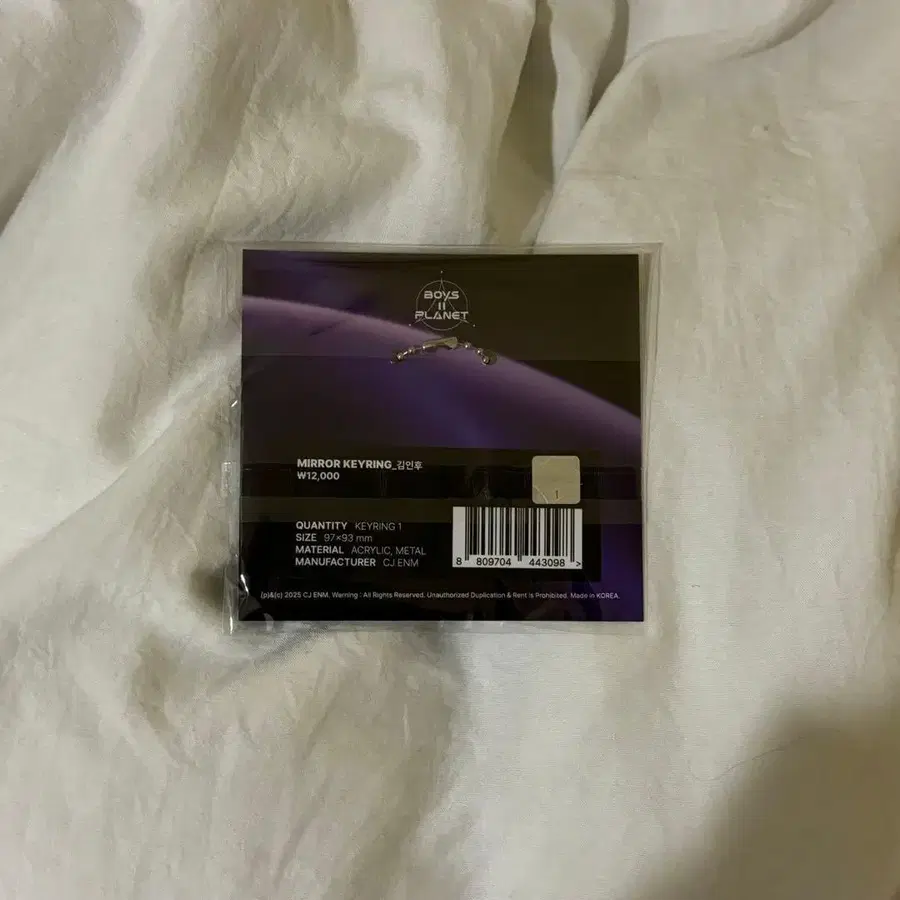 BOYS
II
PLANET
MIRROR KEYRING_김인후
₩12,000
1
QUANTITY KEYRING 1
SIZE 97×93 mm
MATERIAL ACRYLIC, METAL
MANUFACTURER CJ ENM
8 809704 443098 >
(p)&(c) 2025 CJ ENM, Warning : All Rights Reserved. Unauthorized Duplication & Rent is Prohibited. Made in KOREA.